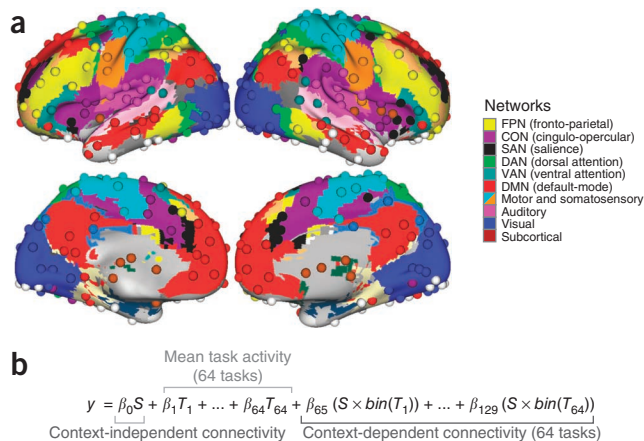 a
Networks
FPN (fronto-parietal)
CON (cingulo-opercular)
SAN (salience)
DAN (dorsal attention)
VAN (ventral attention)
DMN (default-mode)
Motor and somatosensory
Auditory
Visual
Subcortical
b
Mean task activity
(64 tasks)
y = β₀S + β₁T₁ + ... + β₆₄T₆₄ + β₆₅ (S × bin(T₁)) + ... + β₁₂₉ (S × bin(T₆₄))
Context-independent connectivity Context-dependent connectivity (64 tasks)